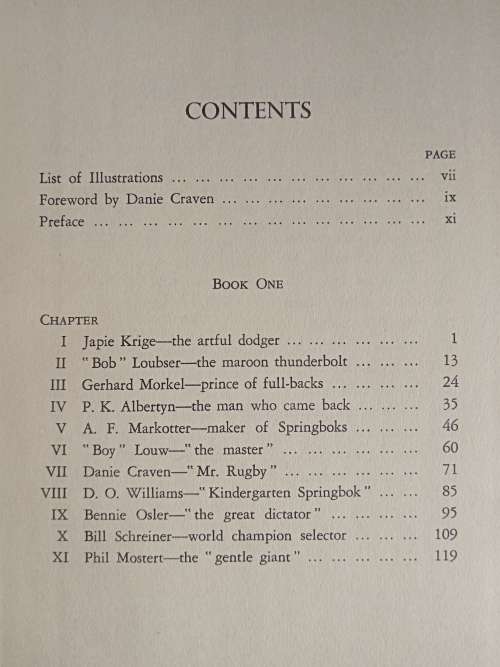 CONTENTS
PAGE
List of Illustrations ... ... ... ... ... ... ... ... ... ... ... vii
Foreword by Danie Craven ... ... ... ... ... ... ... ... ... ix
Preface ... ... ... ... ... ... ... ... ... ... ... ... ... ... xi
BOOK ONE
CHAPTER
I Japie Krige—the artful dodger ... ... ... ... ... ... 1
II "Bob" Loubser—the maroon thunderbolt ... ... ... 13
III Gerhard Morkel—prince of full-backs ... ... ... ... 24
IV P. K. Albertyn—the man who came back ... ... ... 35
V A. F. Markotter—maker of Springboks ... ... ... 46
VI "Boy" Louw—"the master" ... ... ... ... ... ... 60
VII Danie Craven—"Mr. Rugby" ... ... ... ... ... ... 71
VIII D. O. Williams—"Kindergarten Springbok" ... ... 85
IX Bennie Osler—"the great dictator" ... ... ... ... 95
X Bill Schreiner—world champion selector ... ... ... 109
XI Phil Mostert—the "gentle giant" ... ... ... ... ... 119